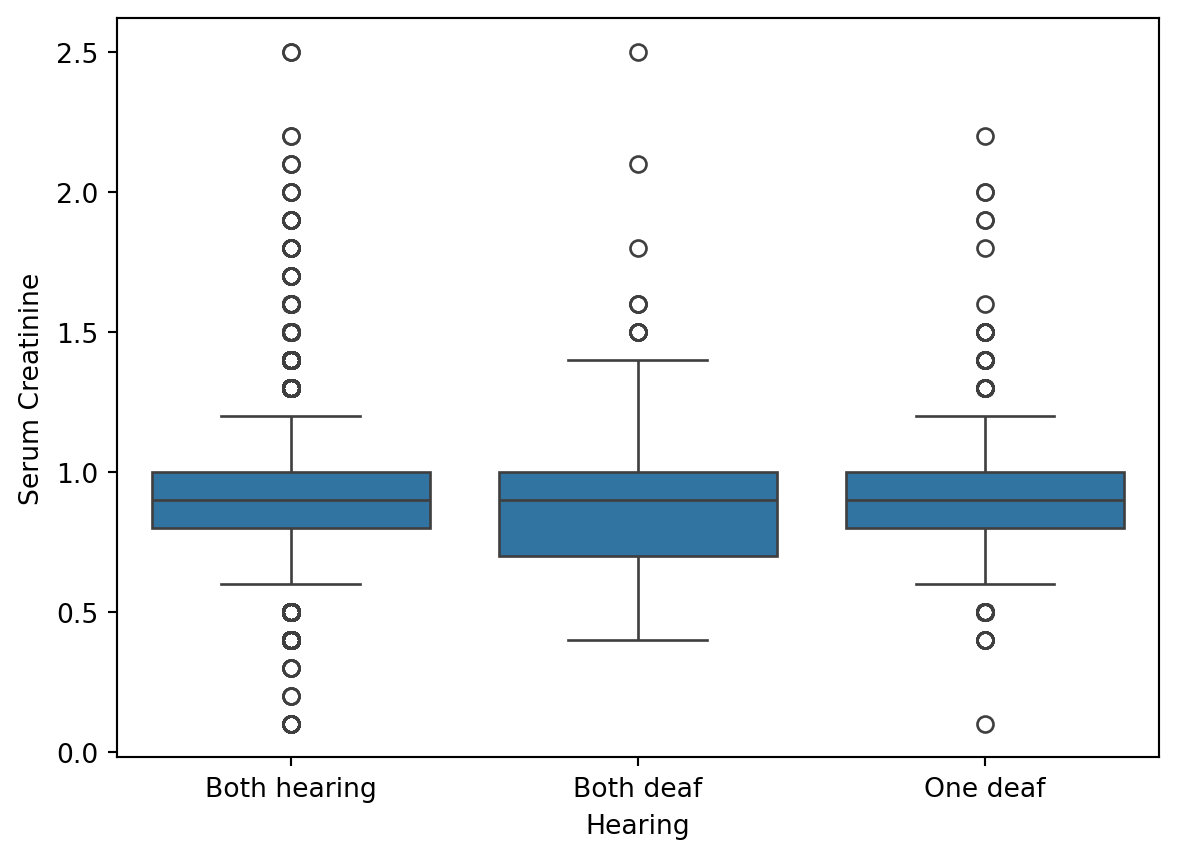 2.5
2.0
1.5
1.0
0.5
0.0
Serum Creatinine
Both hearing
Both deaf
One deaf
Hearing